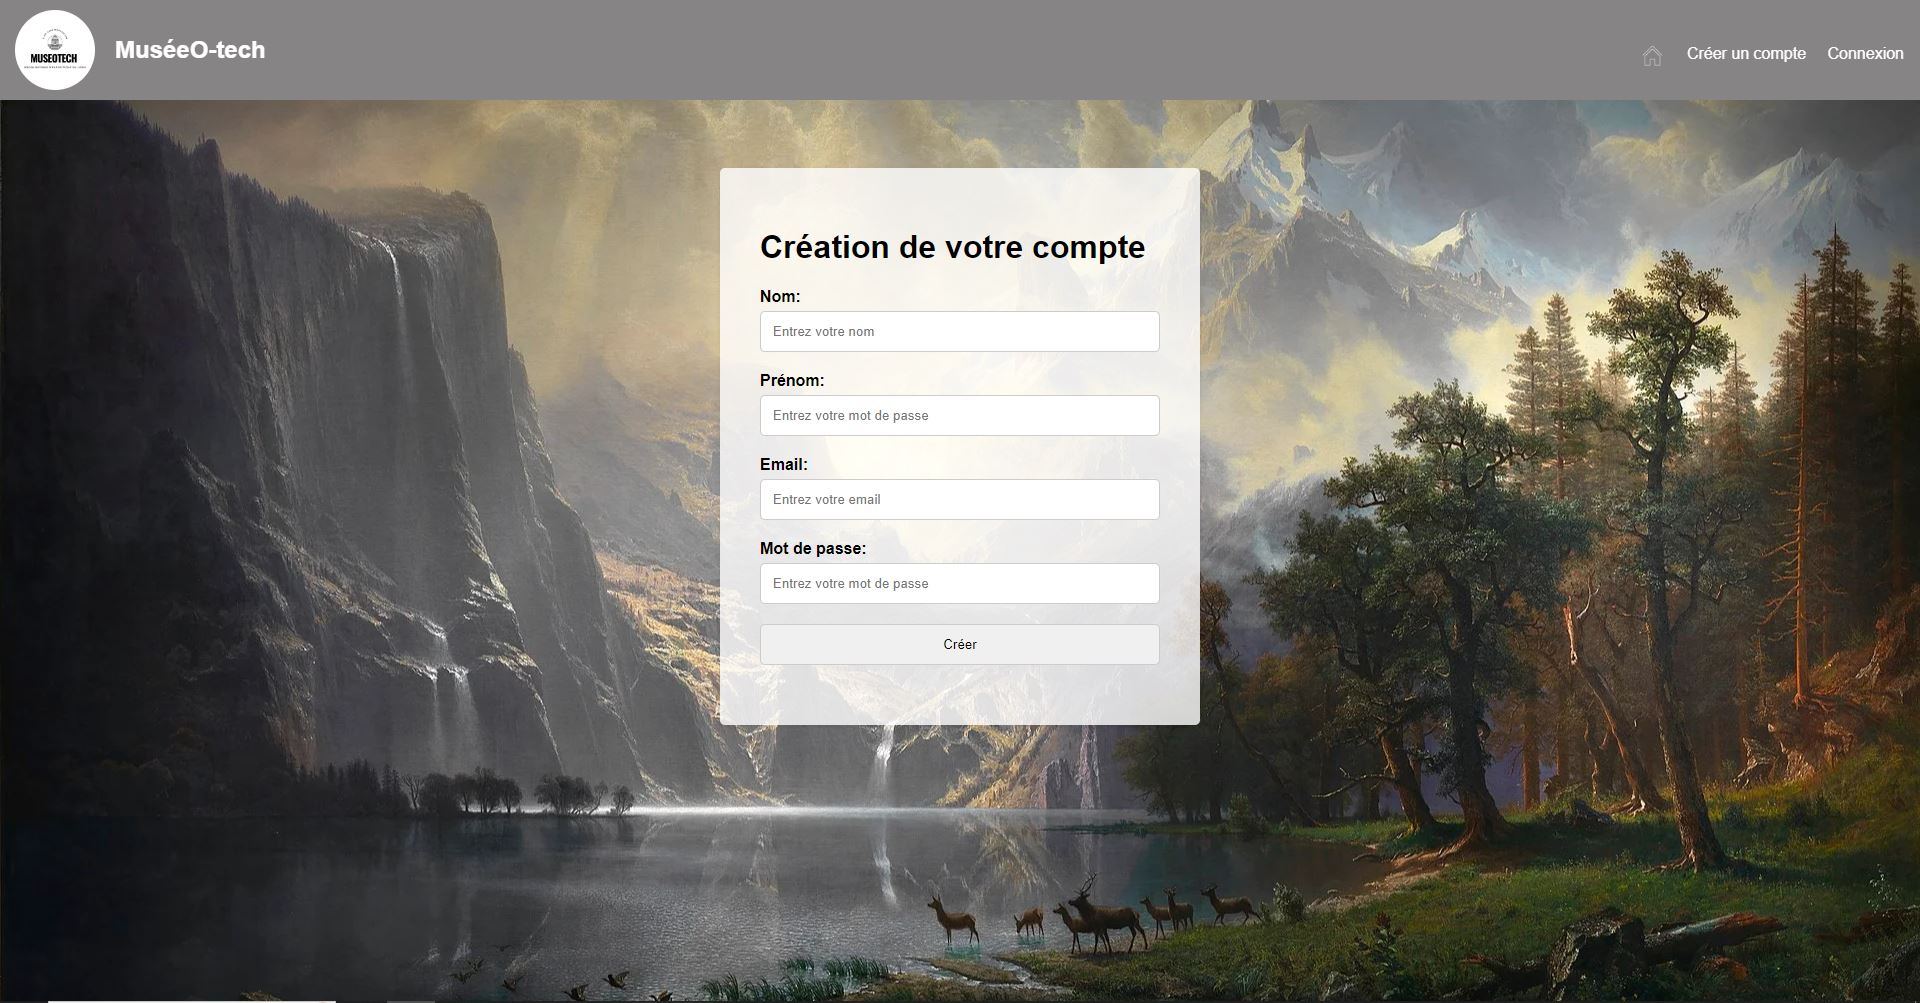 MUSEOTECH
MuséeO-tech
Créer un compte
Connexion
Création de votre compte
Nom:
Entrez votre nom
Prénom:
Entrez votre mot de passe
Email:
Entrez votre email
Mot de passe:
Entrez votre mot de passe
Créer